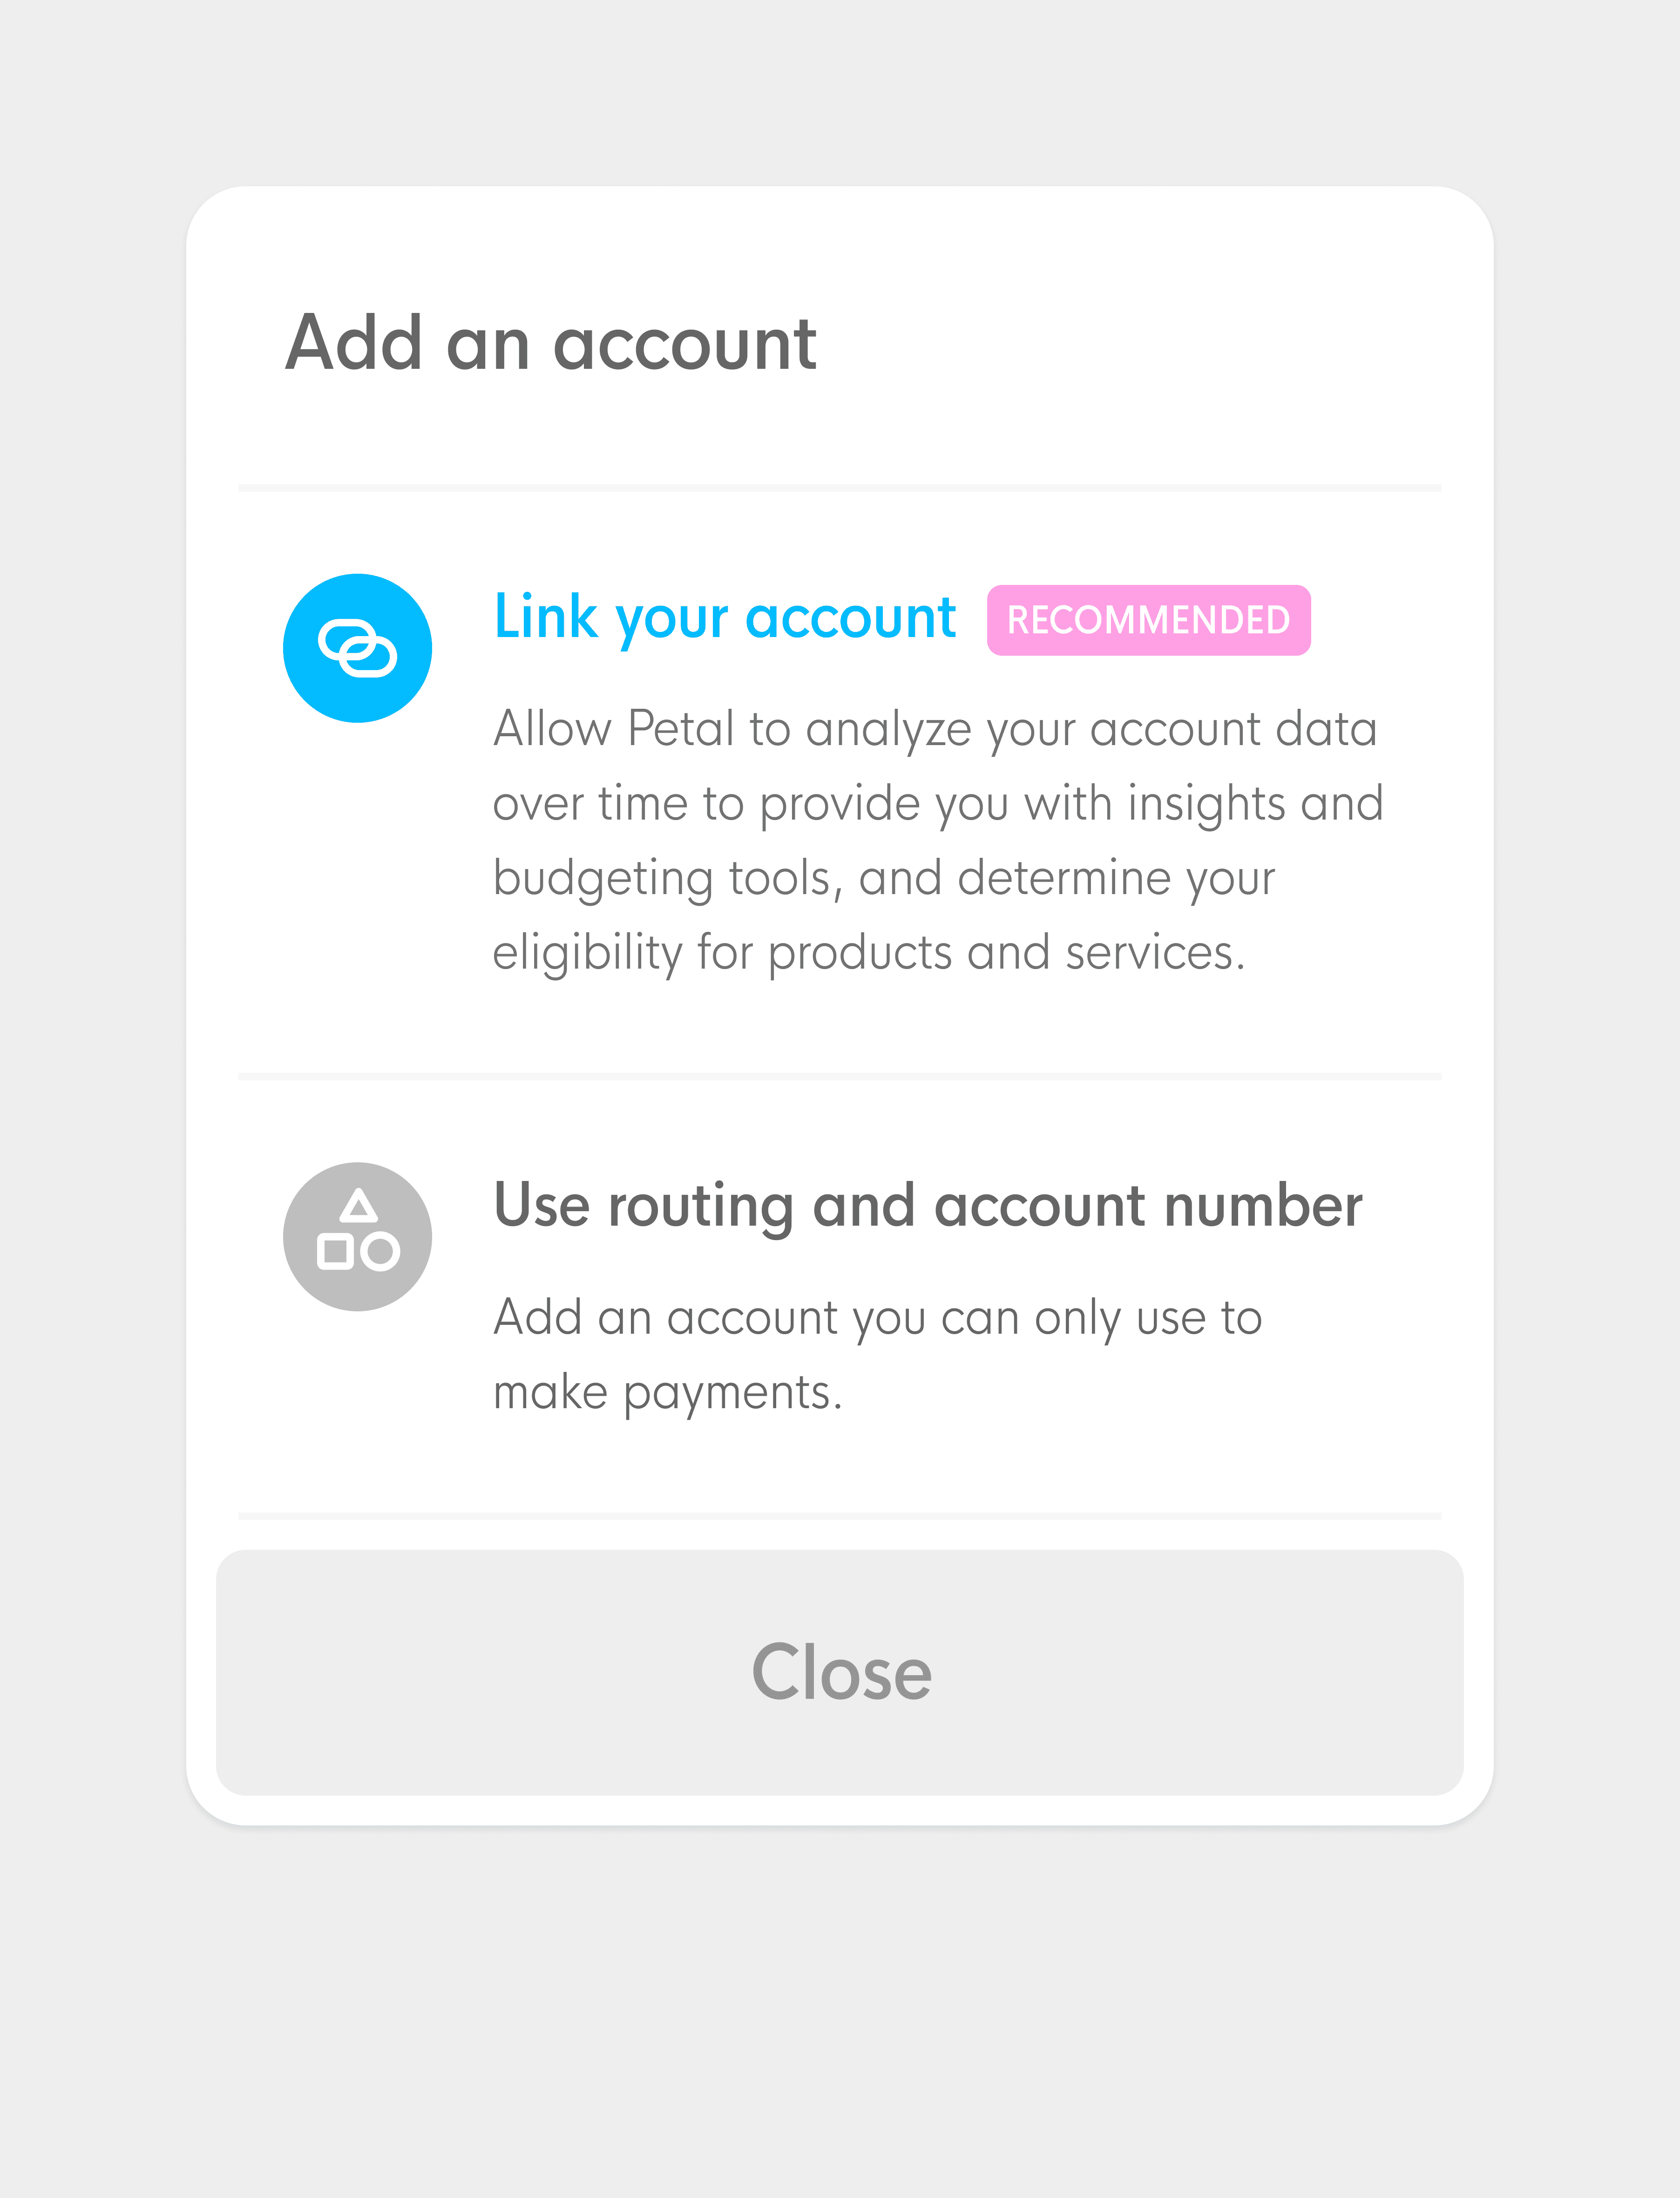 Add an account
Link your account RECOMMENDED
Allow Petal to analyze your account data
over time to provide you with insights and
budgeting tools, and determine your
eligibility for products and services.
Use routing and account number
Add an account you can only use to
make payments.
Close